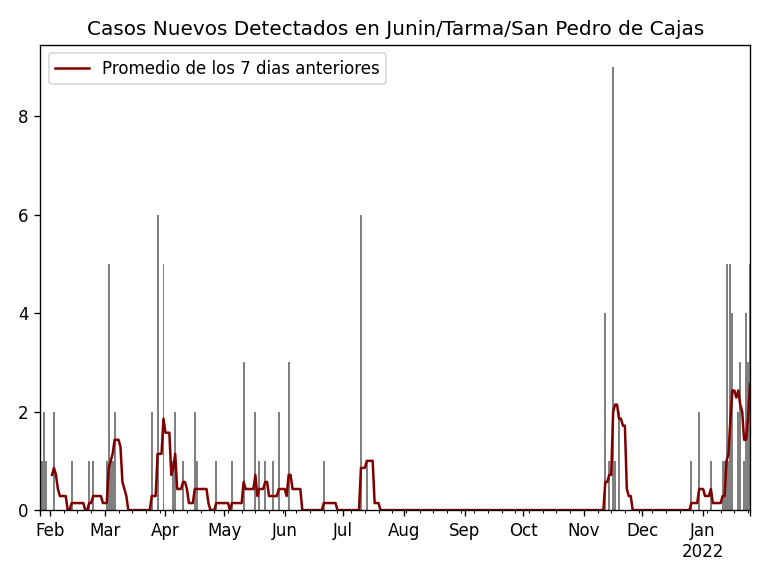 Casos Nuevos Detectados en Junin/Tarma/San Pedro de Cajas
Promedio de los 7 dias anteriores
8
6
4
2
0
Feb Mar Apr May Jun Jul Aug Sep Oct Nov Dec Jan
2022